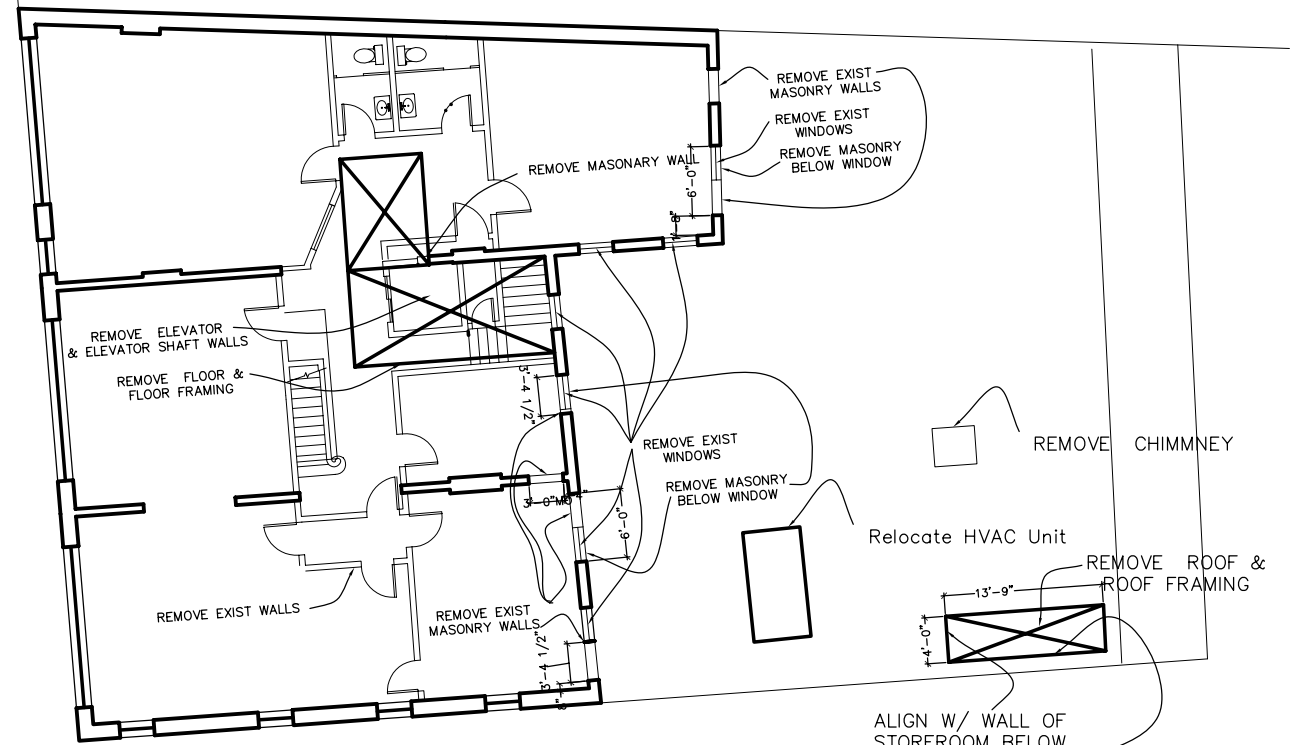 REMOVE EXIST
MASONRY WALLS
REMOVE EXIST
WINDOWS
REMOVE MASONRY
BELOW WINDOW
REMOVE MASONARY WALL
6'-0"
REMOVE ELEVATOR
& ELEVATOR SHAFT WALLS
REMOVE FLOOR &
FLOOR FRAMING
3'-4 1/2"
REMOVE EXIST
WINDOWS
REMOVE MASONRY
BELOW WINDOW
REMOVE CHIMMNEY
6'-0"
Relocate HVAC Unit
REMOVE ROOF &
ROOF FRAMING
13'-9"
4'-0"
REMOVE EXIST WALLS
REMOVE EXIST
MASONRY WALLS
3'-4 1/2"
8"
ALIGN W/ WALL OF
STOREROOM BELOW